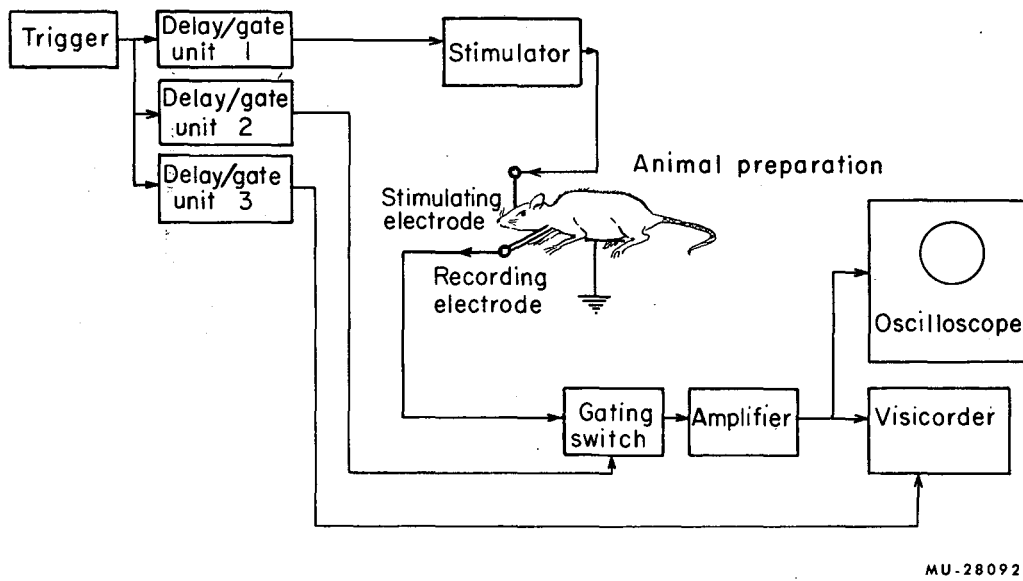 Trigger
Delay/gate
unit 1
Delay/gate
unit 2
Delay/gate
unit 3
Stimulator
Animal preparation
Stimulating
electrode
Recording
electrode
Oscilloscope
Gating
switch
Amplifier
Visicorder
MU-28092